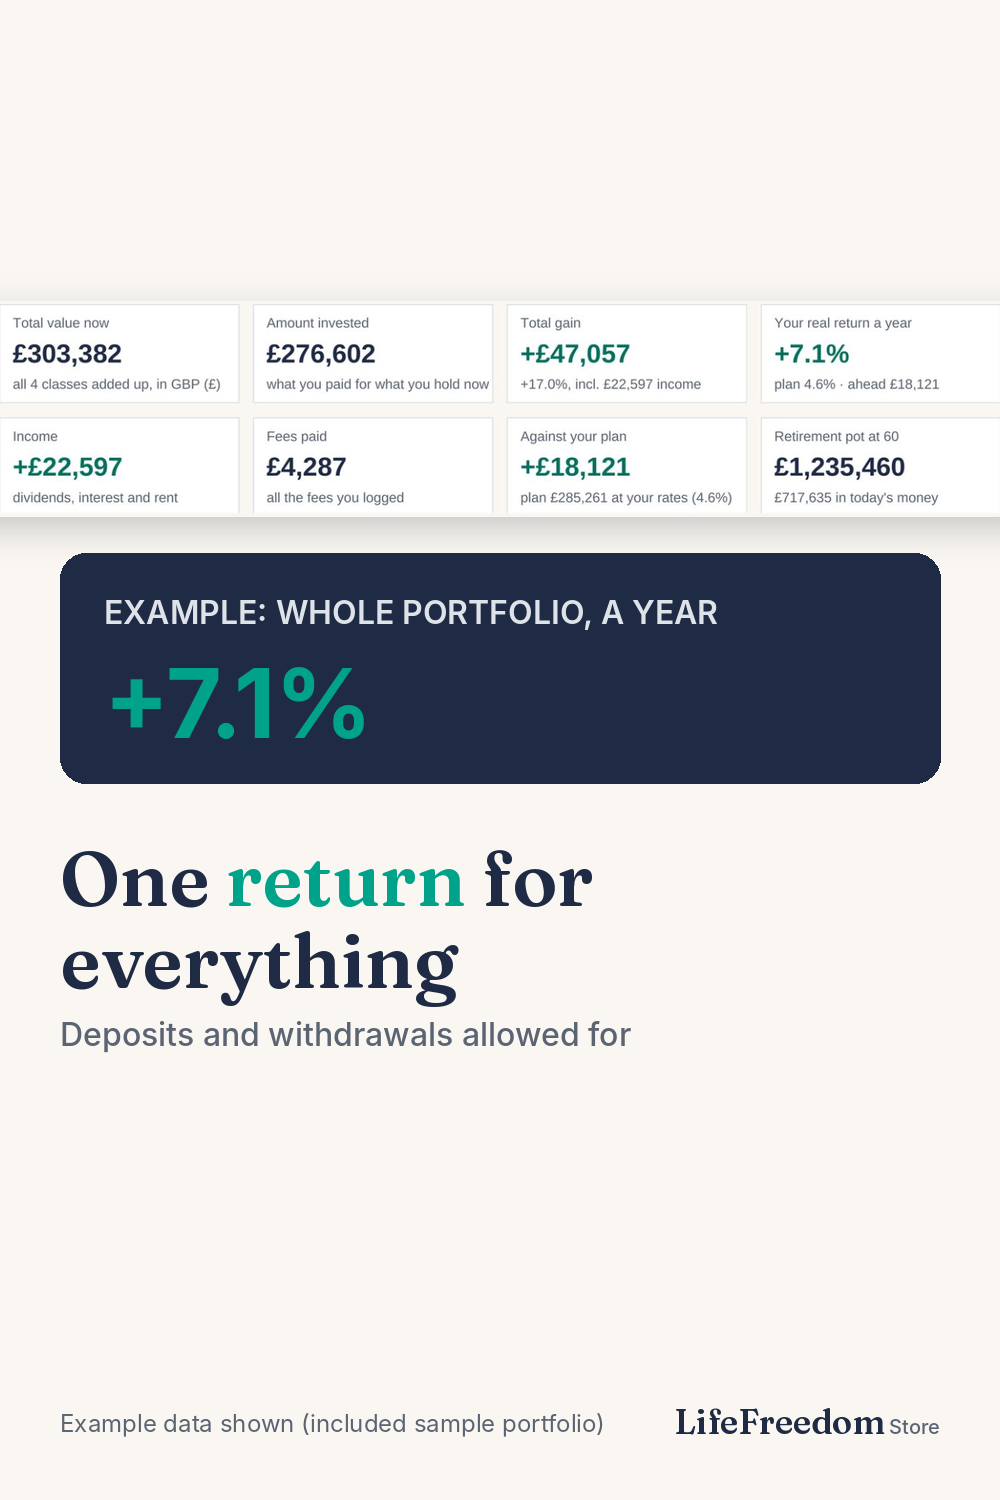 Total value now
£303,382
all 4 classes added up, in GBP (£)
Amount invested
£276,602
what you paid for what you hold now
Total gain
+£47,057
+17.0%, incl. £22,597 income
Your real return a year
+7.1%
plan 4.6% · ahead £18,121
Income
+£22,597
dividends, interest and rent
Fees paid
£4,287
all the fees you logged
Against your plan
+£18,121
plan £285,261 at your rates (4.6%)
Retirement pot at 60
£1,235,460
£717,635 in today's money
EXAMPLE: WHOLE PORTFOLIO, A YEAR
+7.1%
One return for
everything
Deposits and withdrawals allowed for
Example data shown (included sample portfolio)
LifeFreedom Store